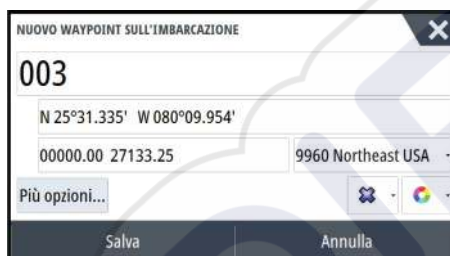 NUOVO WAYPOINT SULL'IMBARCAZIONE
003
N 25°31.335' W 080°09.954'
00000.00 27133.25 9960 Northeast USA
Più opzioni...
Salva Annulla